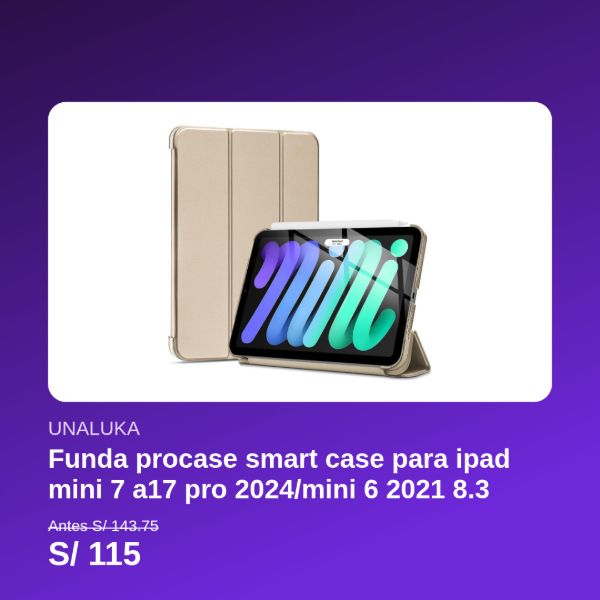 UNALUKA
Funda procase smart case para ipad
mini 7 a17 pro 2024/mini 6 2021 8.3
Antes S/ 143.75
S/ 115